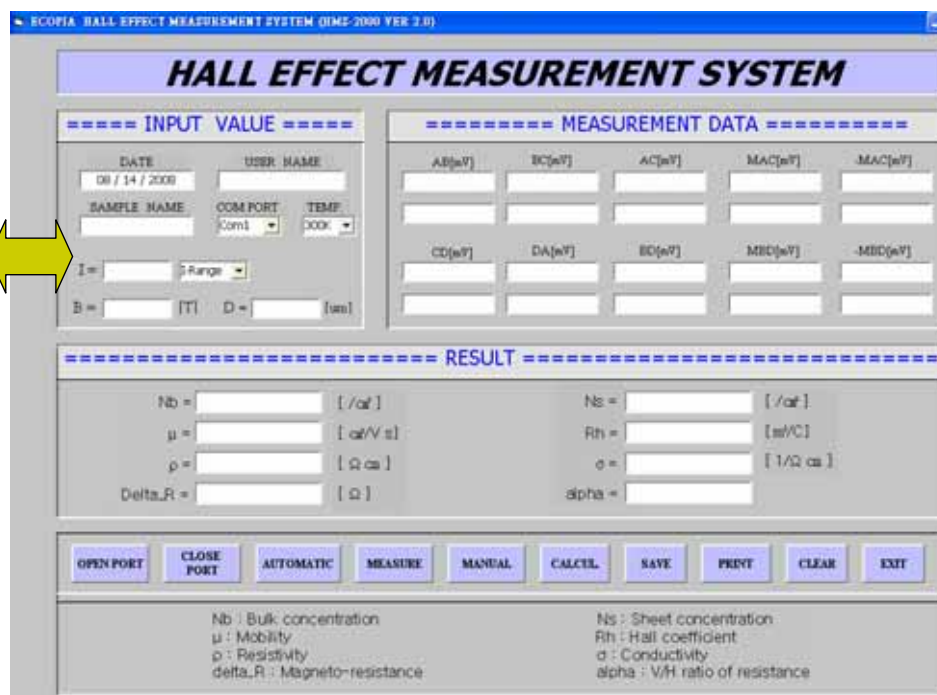 ECOPIA HALL EFFECT MEASUREMENT SYSTEM (HMS-2000 VER 2.0)
HALL EFFECT MEASUREMENT SYSTEM
===== INPUT VALUE =====
DATE USER NAME
08 / 14 / 2008
SAMPLE NAME COM PORT TEMP
Com1 300K
I = I-Range
B = [T] D = [um]
========= MEASUREMENT DATA ==========
AB[mV] BC[mV] AC[mV] MAC[mV] -MAC[mV]
CD[mV] DA[mV] BD[mV] MBD[mV] -MBD[mV]
========================== RESULT =============================
Nb = [ /㎤ ] Ns = [ /㎠ ]
μ = [ ㎠/V s] Rh = [㎤/C]
ρ = [ Ω ㎝ ] σ = [ 1/Ω ㎝ ]
Delta_R = [ Ω ] alpha =
OPEN PORT CLOSE PORT AUTOMATIC MEASURE MANUAL CALCUL. SAVE PRINT CLEAR EXIT
Nb : Bulk concentration Ns : Sheet concentration
μ : Mobility Rh : Hall coefficient
ρ : Resistivity σ : Conductivity
delta_R : Magneto-resistance alpha : V/H ratio of resistance